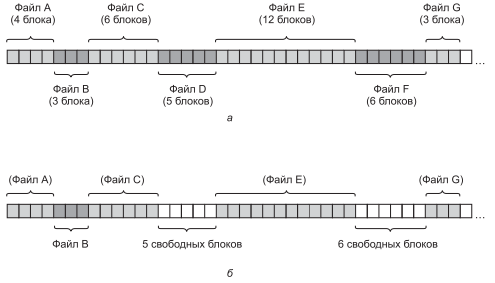 Файл A Файл C Файл E Файл G
(4 блока) (6 блоков) (12 блоков) (3 блока)
Файл B Файл D Файл F
(3 блока) (5 блоков) (6 блоков)
...
а
(Файл A) (Файл C) (Файл E) (Файл G)
...
Файл B 5 свободных блоков 6 свободных блоков
б